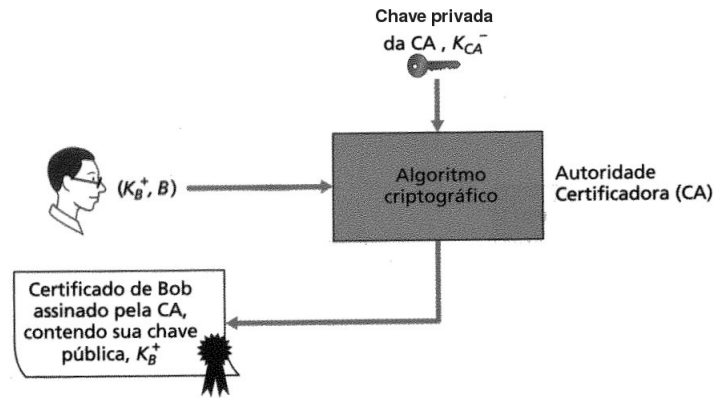 Chave privada
da CA , K_CA^-
(K_B^+, B)
Algoritmo
criptográfico
Autoridade
Certificadora (CA)
Certificado de Bob
assinado pela CA,
contendo sua chave
pública, K_B^+